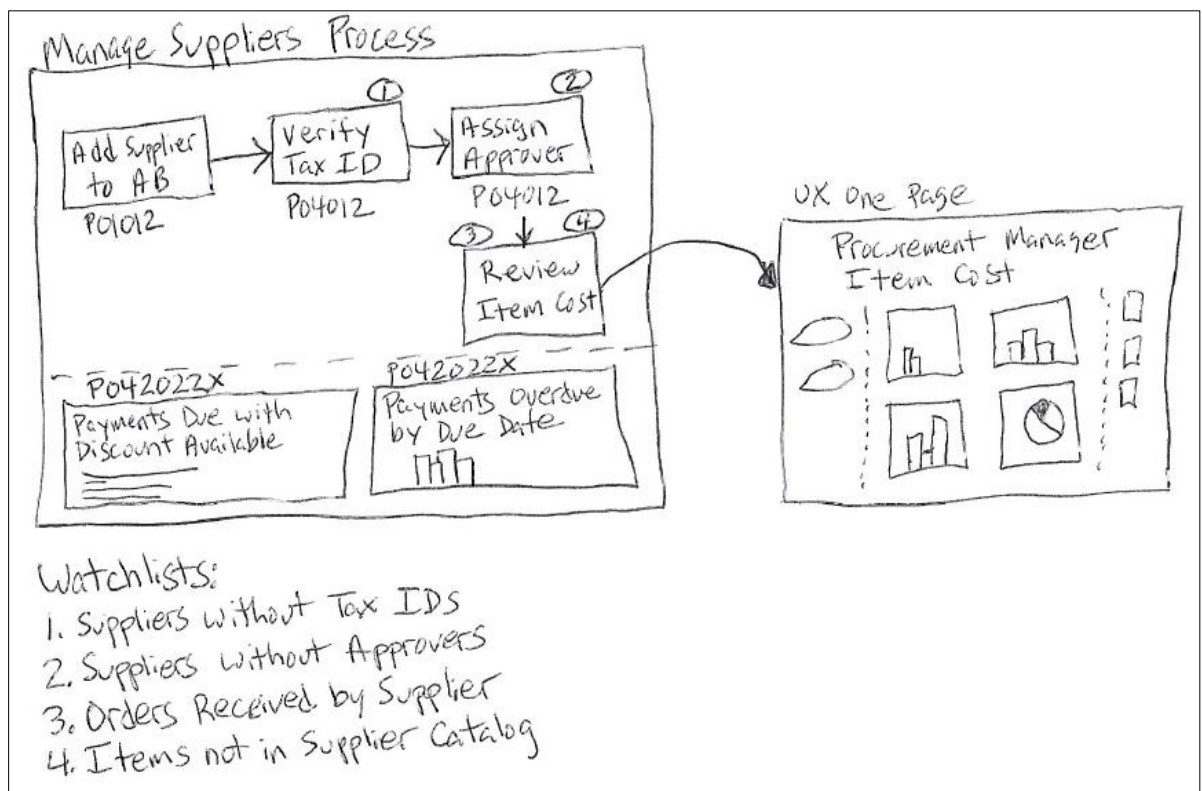 Manage Suppliers Process
1
2
Add Supplier
to AB
P01012
Verify
Tax ID
P04012
Assign
Approver
P04012
3
4
Review
Item Cost
UX One Page
Procurement Manager
Item Cost
P042022X
Payments Due with
Discount Available
P042022X
Payments Overdue
by Due Date
Watchlists:
1. Suppliers without Tax IDs
2. Suppliers without Approvers
3. Orders Received by Supplier
4. Items not in Supplier Catalog